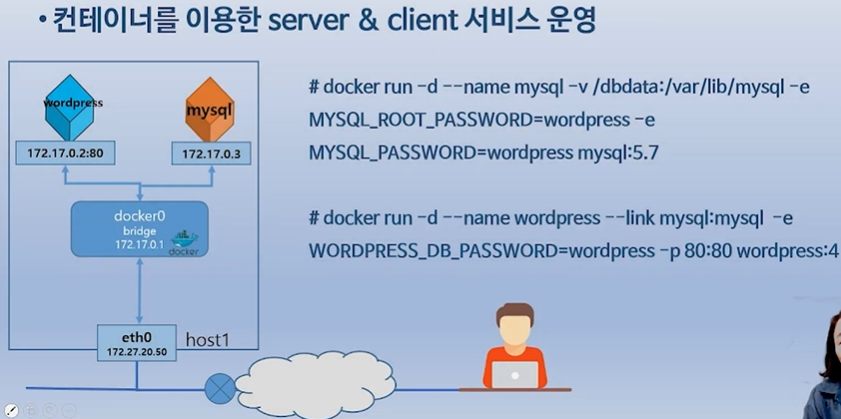 • 컨테이너를 이용한 server & client 서비스 운영
wordpress
mysql
172.17.0.2:80
172.17.0.3
docker0
bridge
172.17.0.1
docker
eth0
172.27.20.50
host1
# docker run -d --name mysql -v /dbdata:/var/lib/mysql -e
MYSQL_ROOT_PASSWORD=wordpress -e
MYSQL_PASSWORD=wordpress mysql:5.7
# docker run -d --name wordpress --link mysql:mysql -e
WORDPRESS_DB_PASSWORD=wordpress -p 80:80 wordpress:4